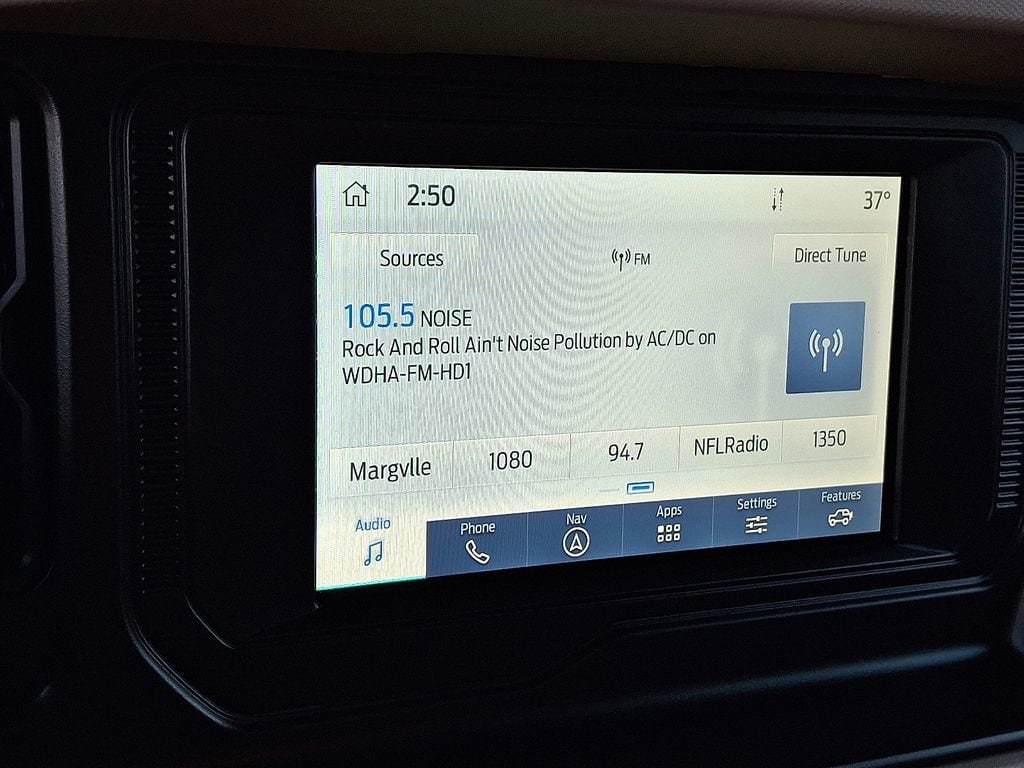 2:50
37°
Sources
FM
Direct Tune
105.5 NOISE
Rock And Roll Ain't Noise Pollution by AC/DC on
WDHA-FM-HD1
Margvlle
1080
94.7
NFLRadio
1350
Audio
Phone
Nav
Apps
Settings
Features